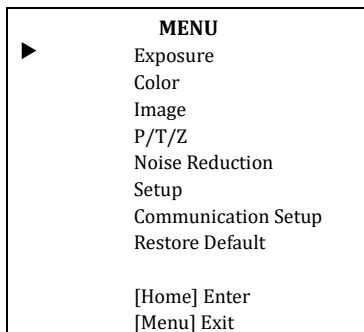 MENU
Exposure
Color
Image
P/T/Z
Noise Reduction
Setup
Communication Setup
Restore Default
[Home] Enter
[Menu] Exit